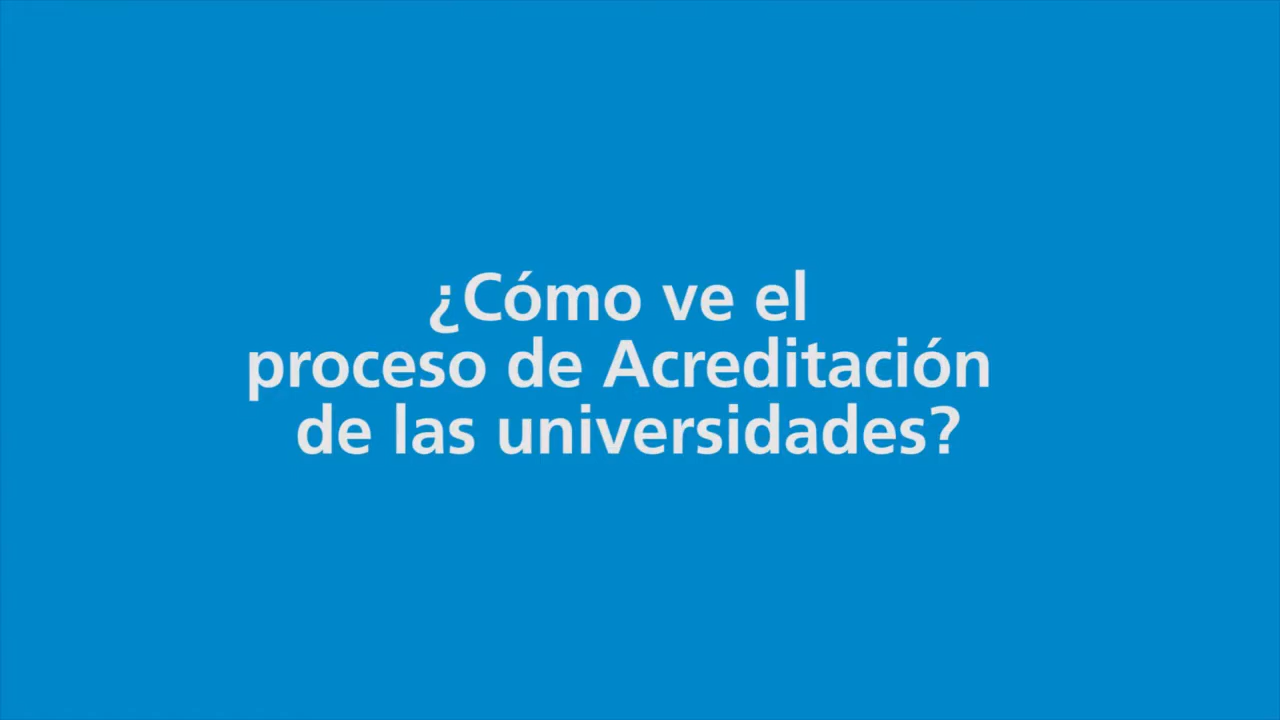 ¿Cómo ve el
proceso de Acreditación
de las universidades?